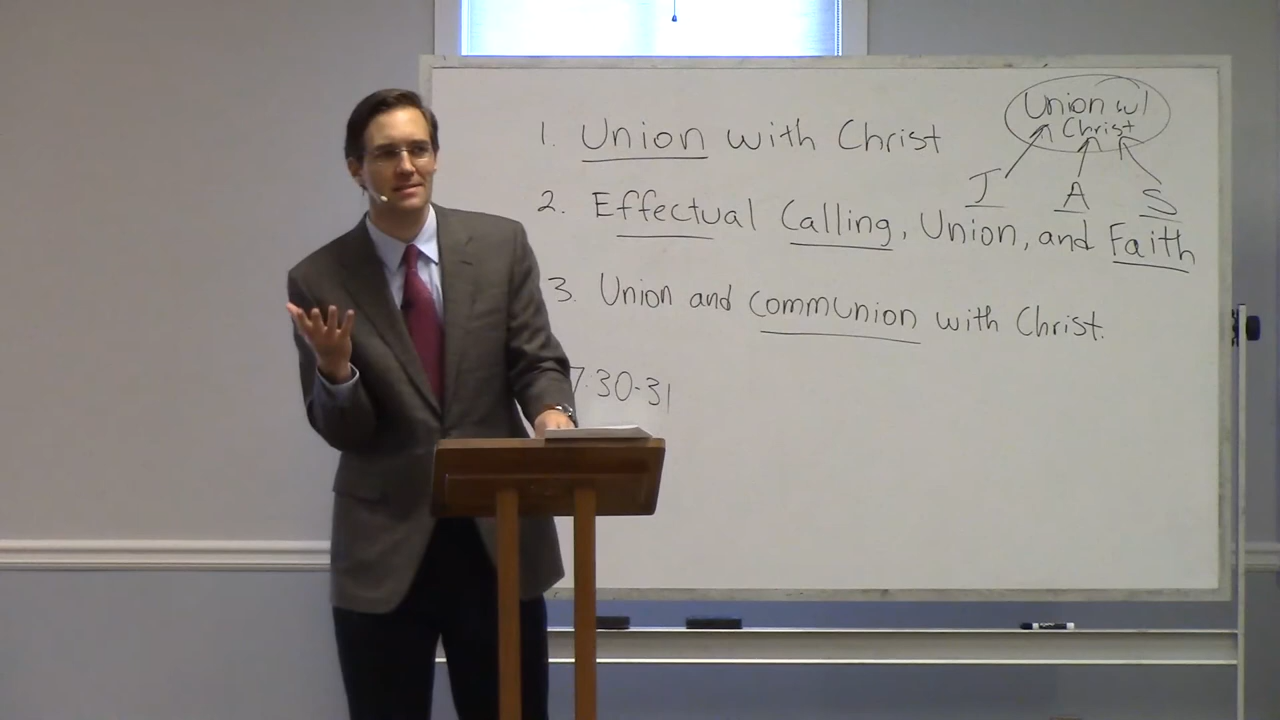 Union w/
Christ
J A S
1. Union with Christ
2. Effectual Calling, Union, and Faith
3. Union and Communion with Christ.
7:30-31